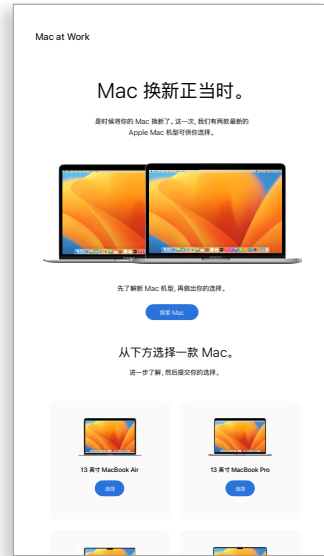 Mac at Work
Mac 换新正当时。
是时候将你的 Mac 换新了。这一次，我们有两款最新的
Apple Mac 机型可供你选择。
先了解新 Mac 机型，再做出你的选择。
探索 Mac
从下方选择一款 Mac。
进一步了解，然后提交你的选择。
13 英寸 MacBook Air
13 英寸 MacBook Pro
选择
选择